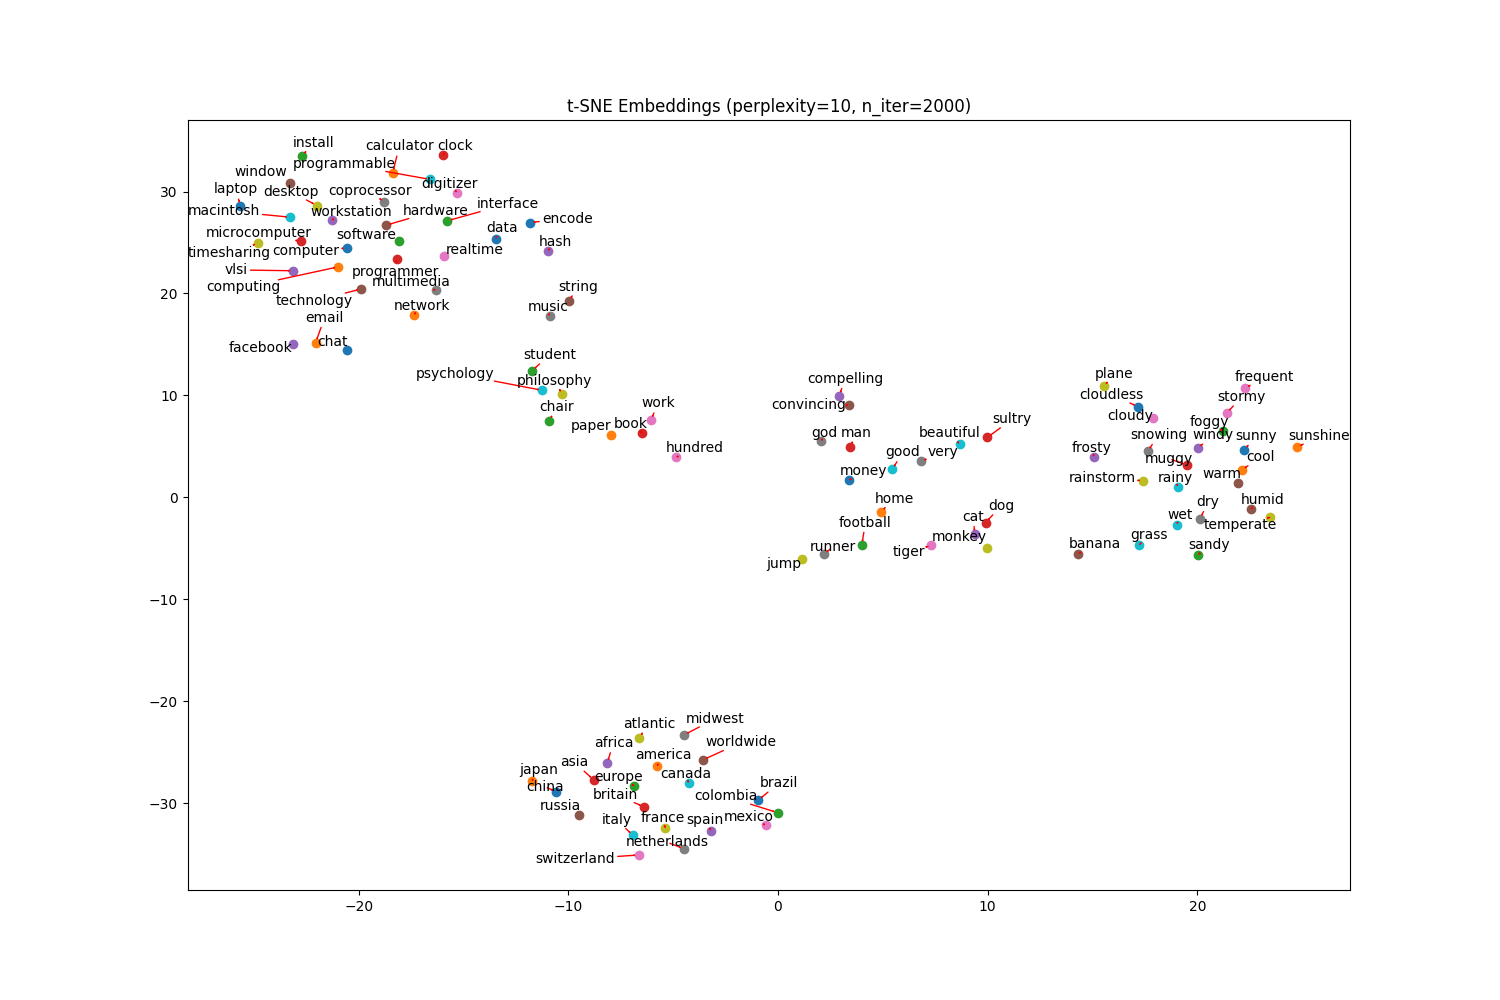 t-SNE Embeddings (perplexity=10, n_iter=2000)
install
calculator
clock
programmable
window
digitizer
laptop
desktop
coprocessor
macintosh
workstation
hardware
interface
encode
microcomputer
software
data
hash
timesharing
computer
realtime
vlsi
programmer
computing
multimedia
string
technology
network
music
email
facebook
chat
student
psychology
philosophy
chair
work
paper
book
hundred
compelling
convincing
god
man
beautiful
sultry
good
very
money
home
dog
cat
football
monkey
runner
tiger
jump
plane
frequent
cloudless
stormy
cloudy
foggy
snowing
windy
sunny
sunshine
frosty
muggy
cool
rainstorm
rainy
warm
dry
humid
wet
temperate
grass
banana
sandy
atlantic
midwest
africa
worldwide
america
asia
japan
europe
canada
china
brazil
britain
colombia
russia
italy
france
spain
mexico
netherlands
switzerland
30
20
10
0
−10
−20
−30
−20
−10
0
10
20